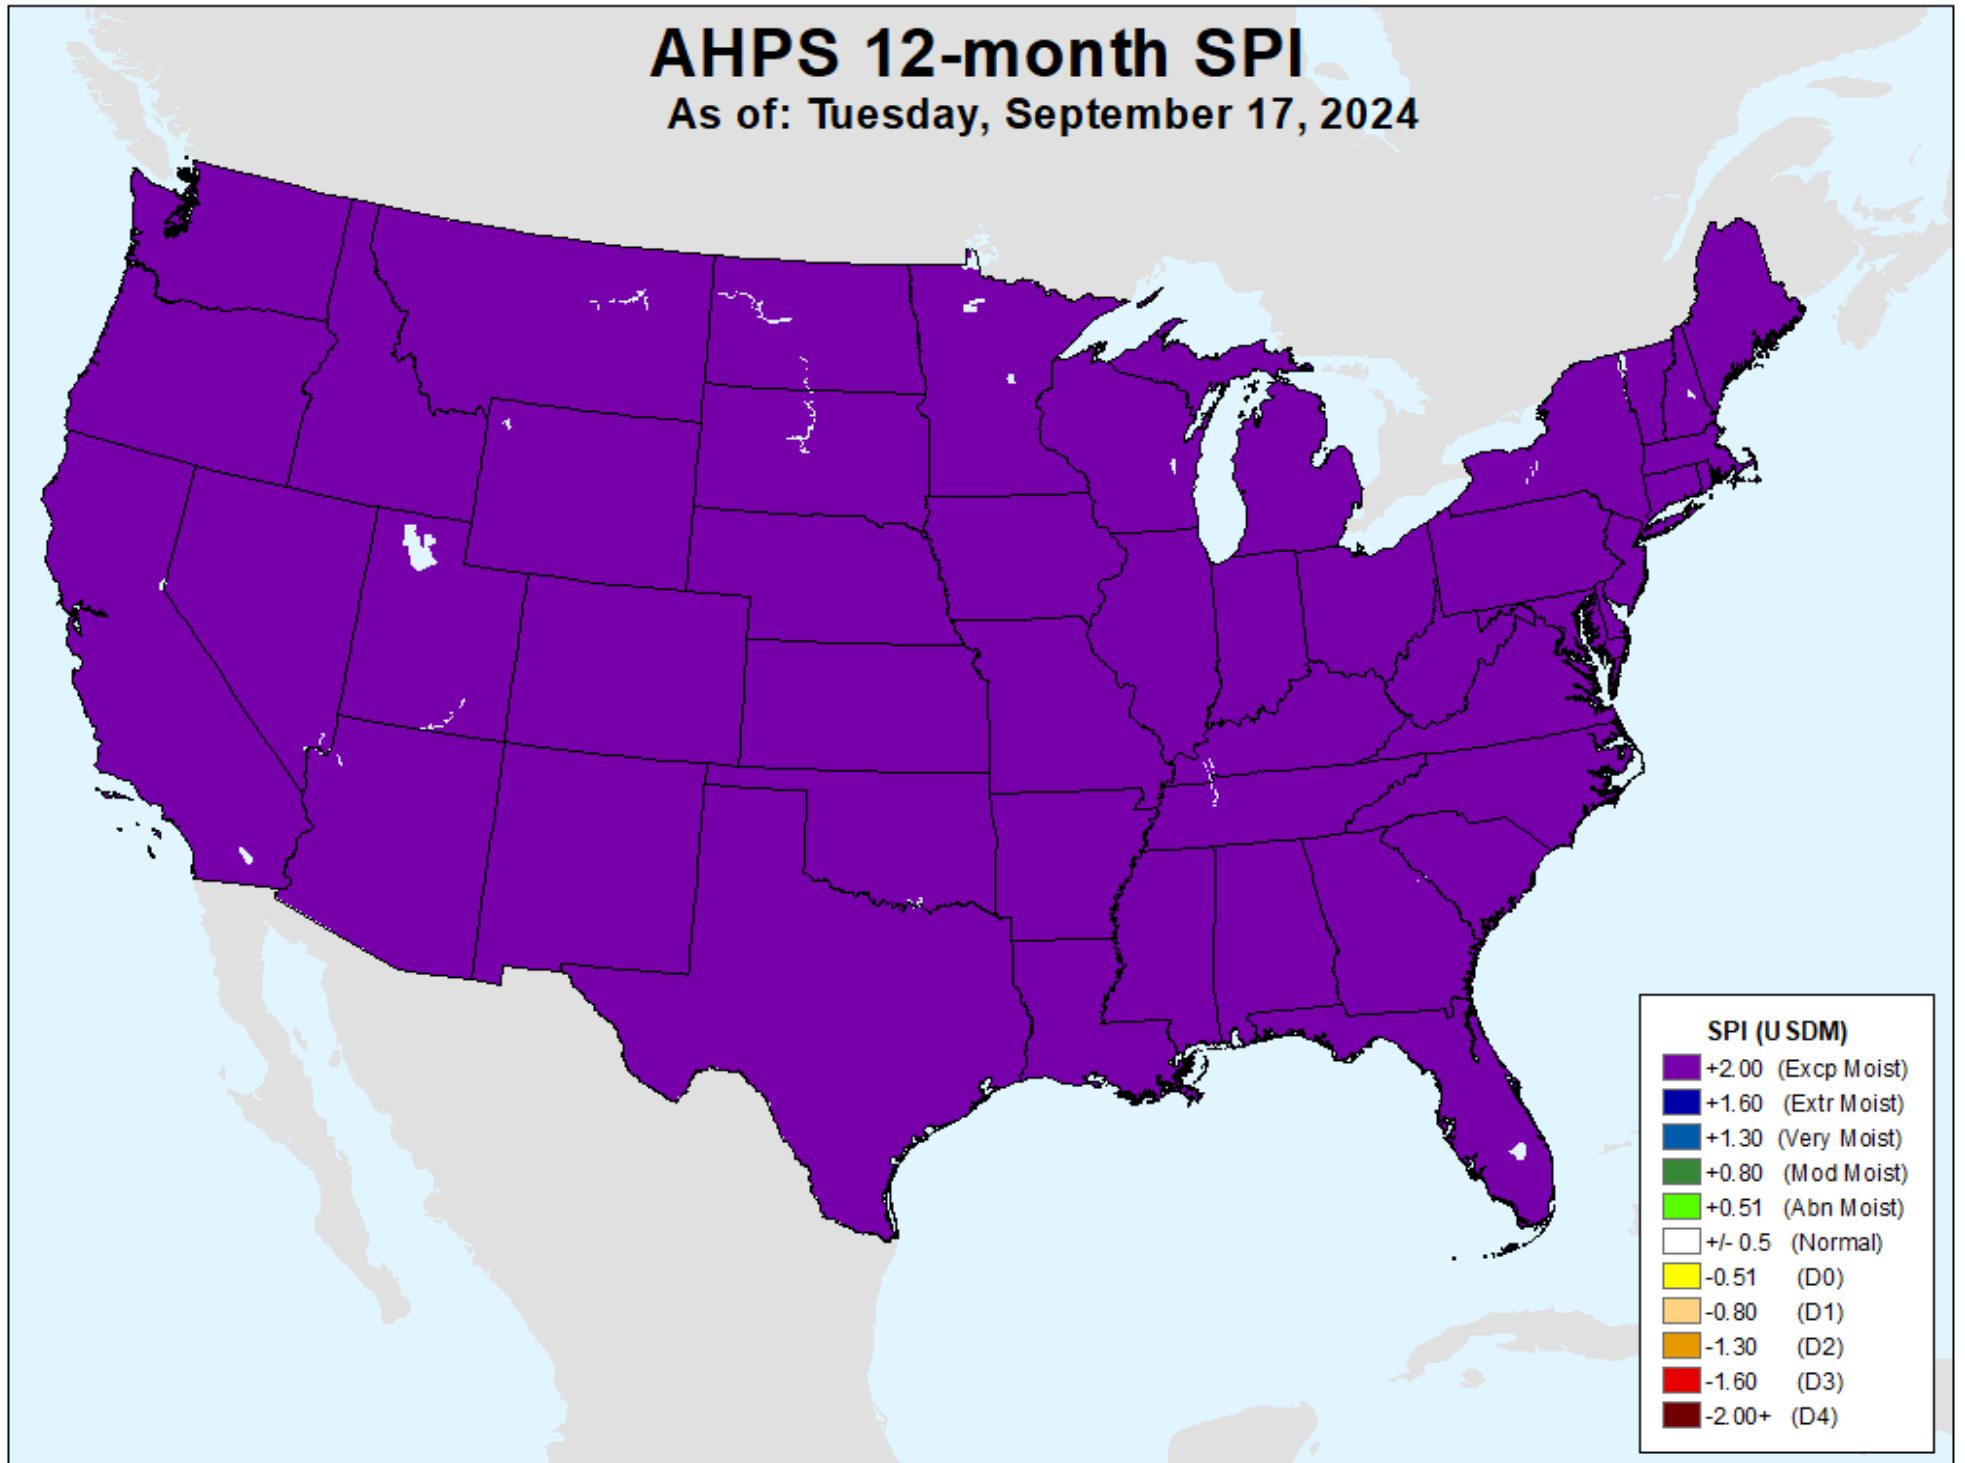 AHPS 12-month SPI
As of: Tuesday, September 17, 2024
SPI (USDM)
+2.00 (Excp Moist)
+1.60 (Extr Moist)
+1.30 (Very Moist)
+0.80 (Mod Moist)
+0.51 (Abn Moist)
+/- 0.5 (Normal)
-0.51 (D0)
-0.80 (D1)
-1.30 (D2)
-1.60 (D3)
-2.00+ (D4)